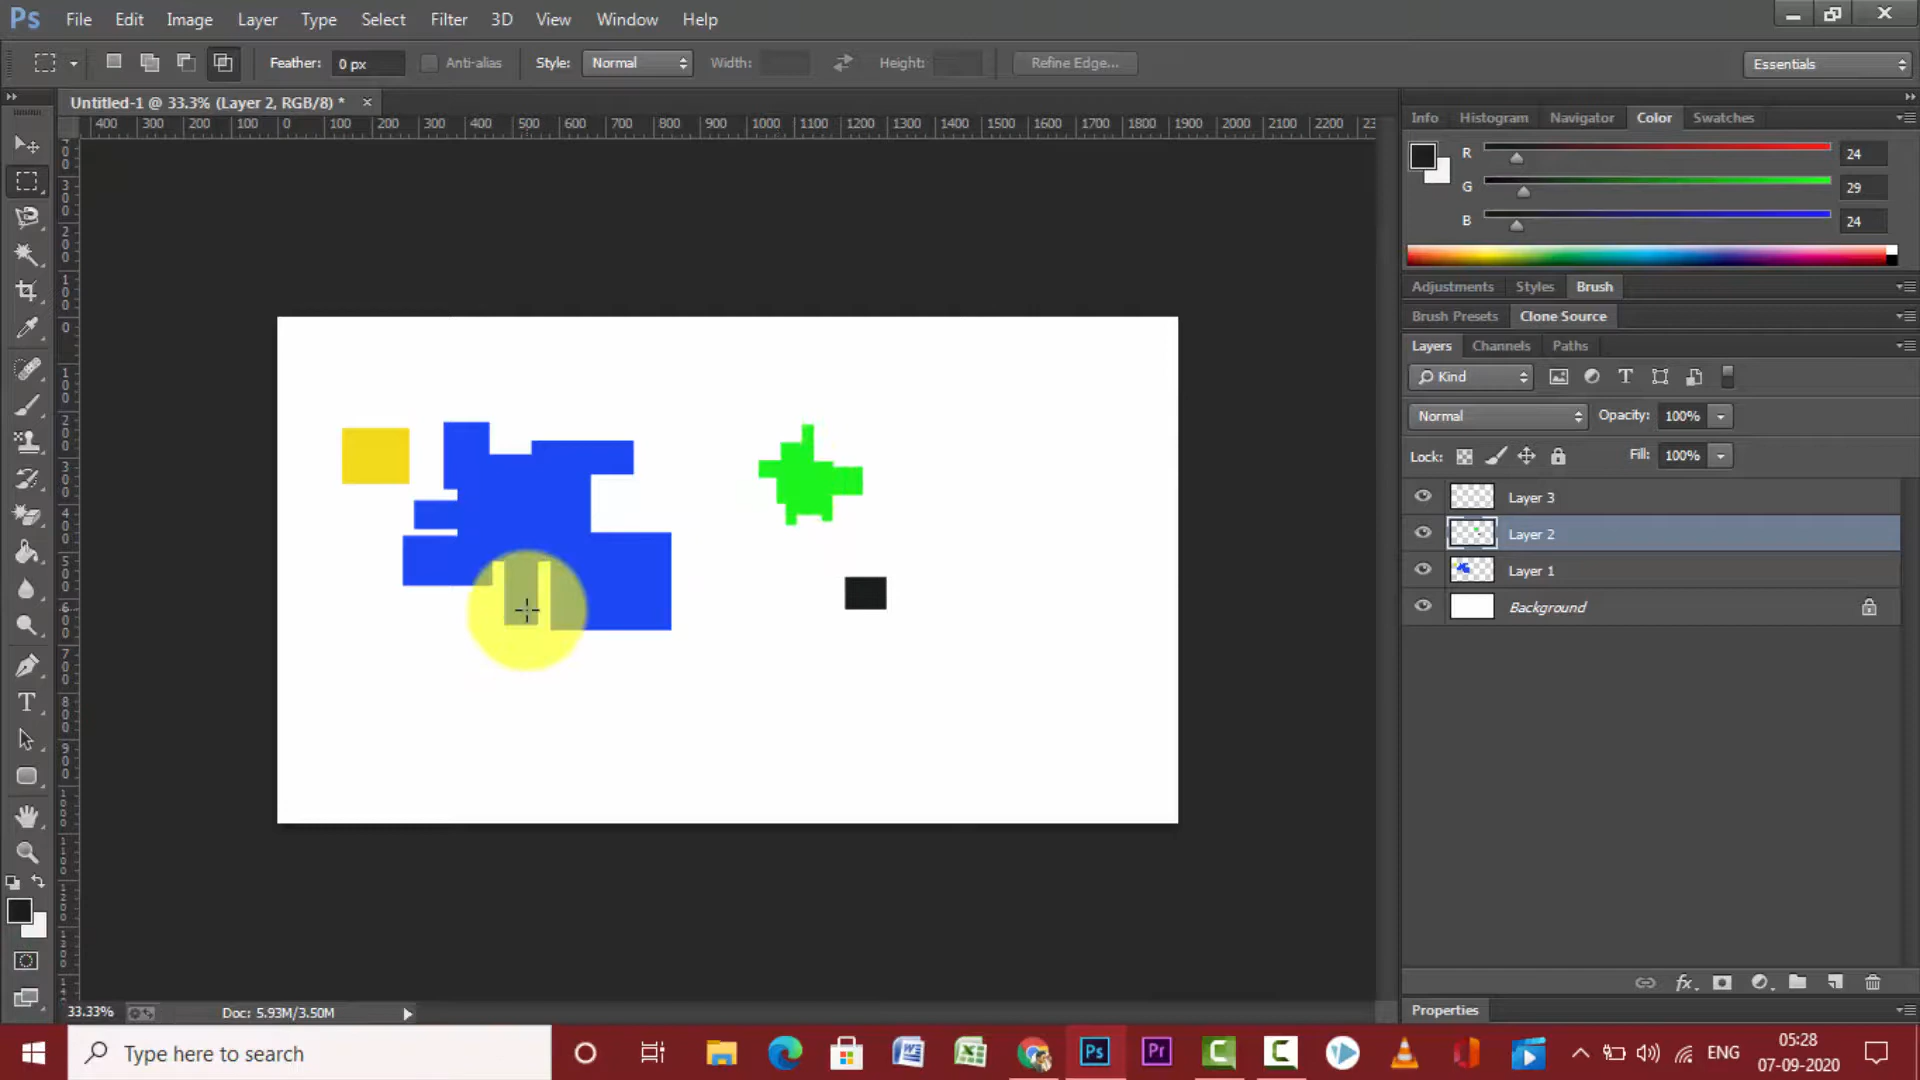 Ps File Edit Image Layer Type Select Filter 3D View Window Help
Feather: 0 px Anti-alias Style: Normal Width: Height: Refine Edge... Essentials
Untitled-1 @ 33.3% (Layer 2, RGB/8) * ×
400 300 200 100 0 100 200 300 400 500 600 700 800 900 1000 1100 1200 1300 1400 1500 1600 1700 1800 1900 2000 2100 2200
Info Histogram Navigator Color Swatches
R 24
G 29
B 24
Adjustments Styles Brush
Brush Presets Clone Source
Layers Channels Paths
Kind
Normal Opacity: 100%
Lock: Fill: 100%
Layer 3
Layer 2
Layer 1
Background
33.33% Doc: 5.93M/3.50M
Properties
Type here to search
Ps Pr ENG 05:28
07-09-2020